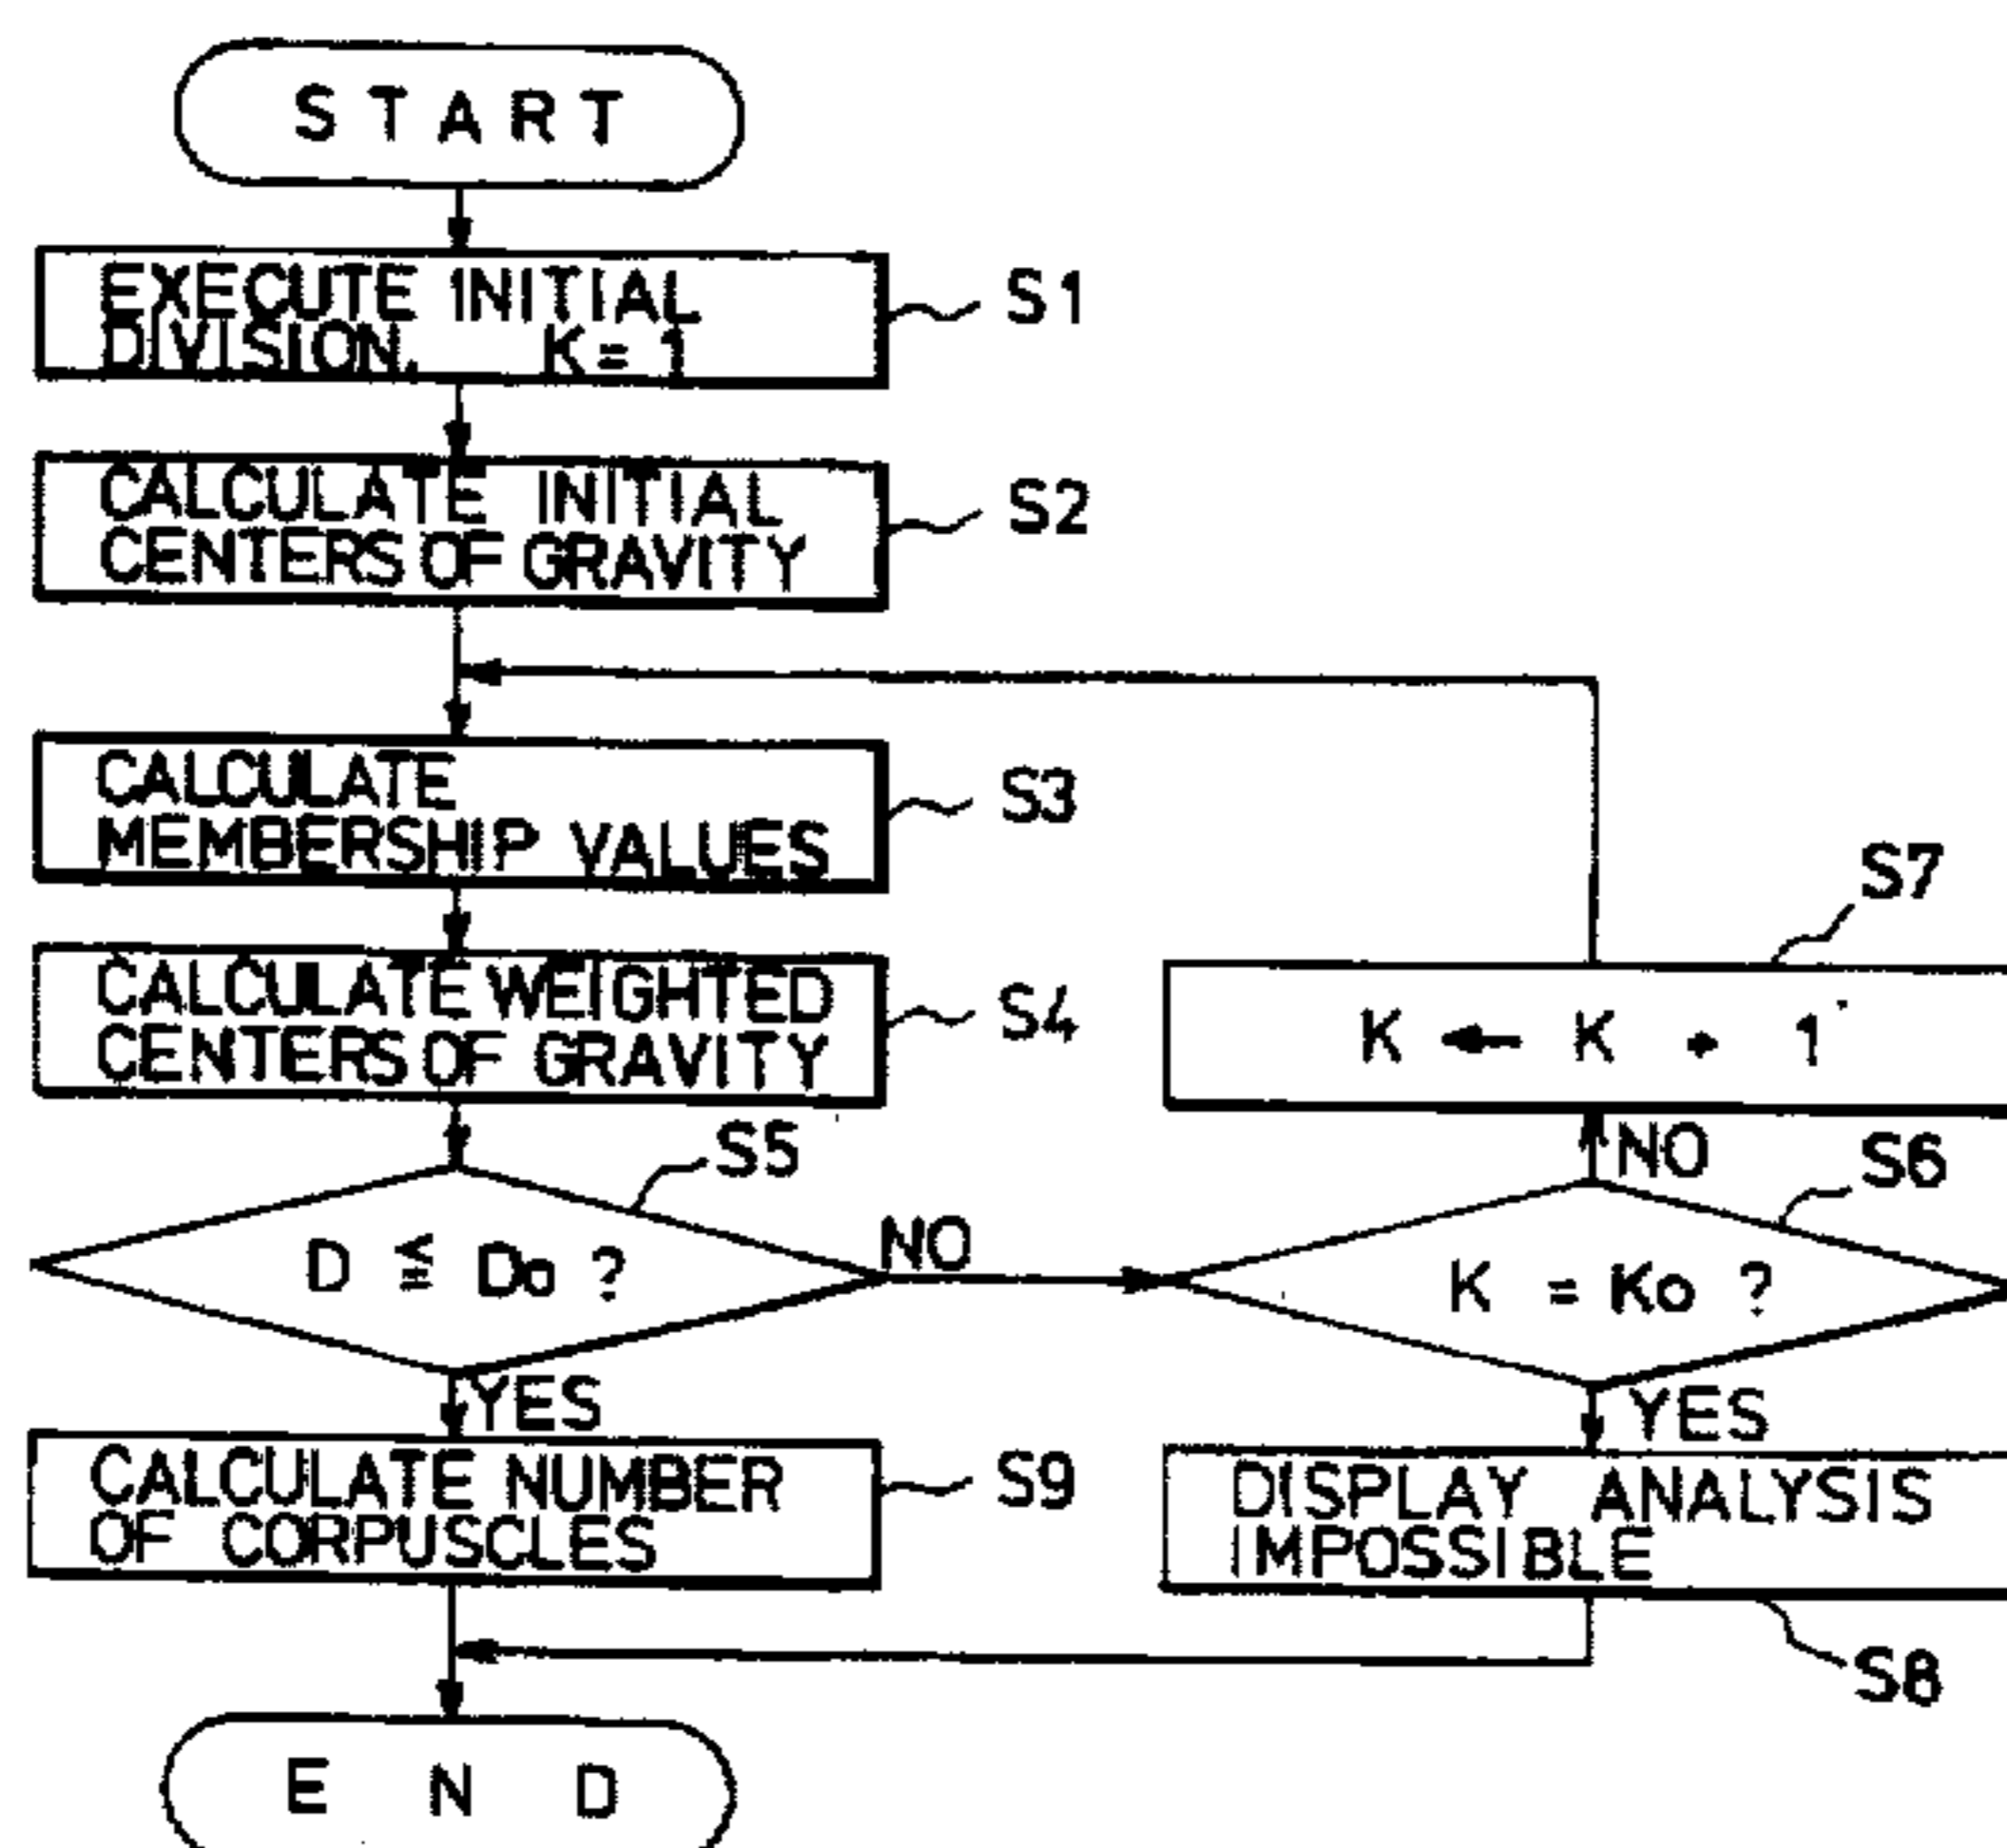 START
EXECUTE INITIAL
DIVISION. K=1
S1
CALCULATE INITIAL
CENTERS OF GRAVITY
S2
CALCULATE
MEMBERSHIP VALUES
S3
CALCULATE WEIGHTED
CENTERS OF GRAVITY
S4
S7
K ← K + 1
S5
D ≦ Do ?
NO
NO
S6
K = Ko ?
YES
YES
CALCULATE NUMBER
OF CORPUSCLES
S9
DISPLAY ANALYSIS
IMPOSSIBLE
S8
END